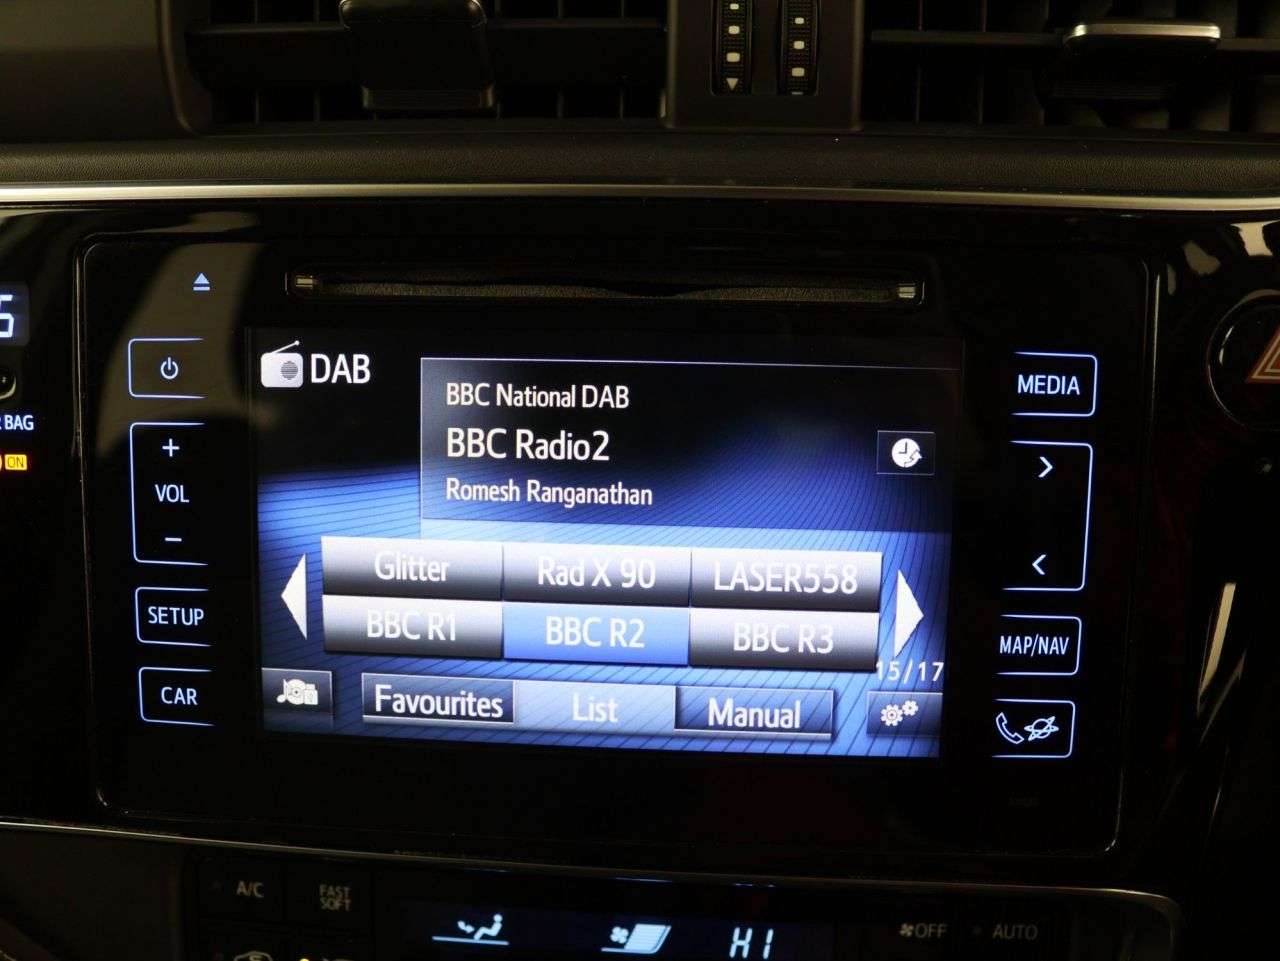 R BAG
ON
VOL
SETUP
CAR
DAB
BBC National DAB
BBC Radio2
Romesh Ranganathan
Glitter
Rad X 90
LASER558
BBC R1
BBC R2
BBC R3
15/17
Favourites
List
Manual
MEDIA
MAP/NAV
A/C
FAST
SOFT
HI
OFF
AUTO